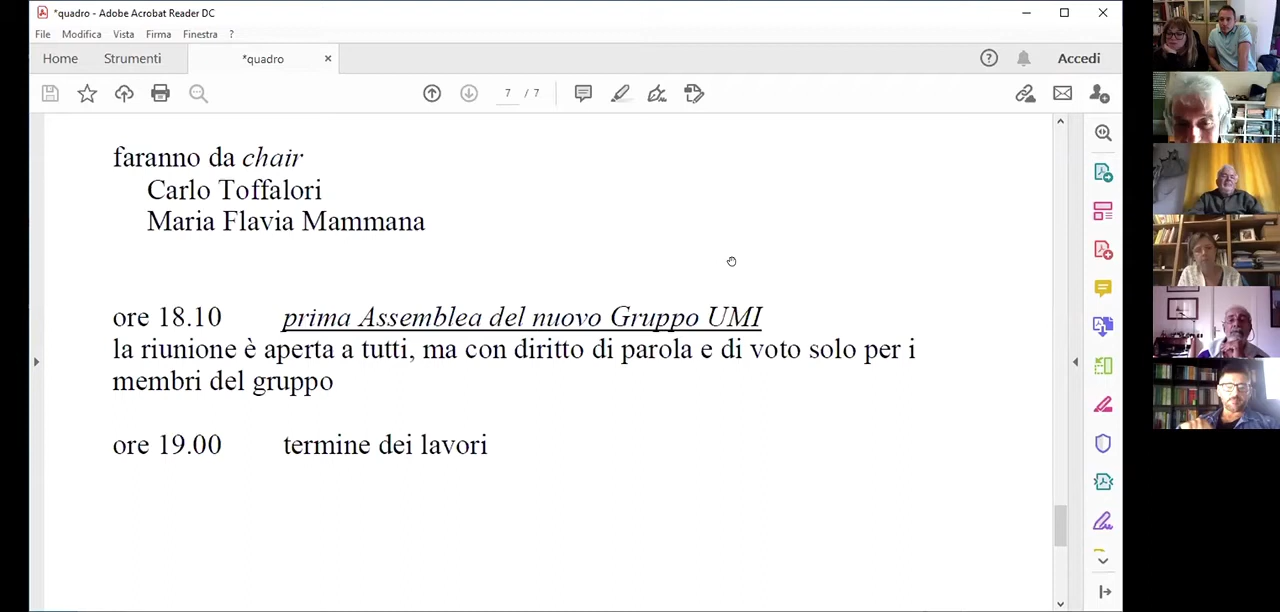 *quadro - Adobe Acrobat Reader DC
File Modifica Vista Firma Finestra ?
Home Strumenti *quadro × Accedi
7 / 7
faranno da chair
Carlo Toffalori
Maria Flavia Mammana
ore 18.10 prima Assemblea del nuovo Gruppo UMI
la riunione è aperta a tutti, ma con diritto di parola e di voto solo per i
membri del gruppo
ore 19.00 termine dei lavori